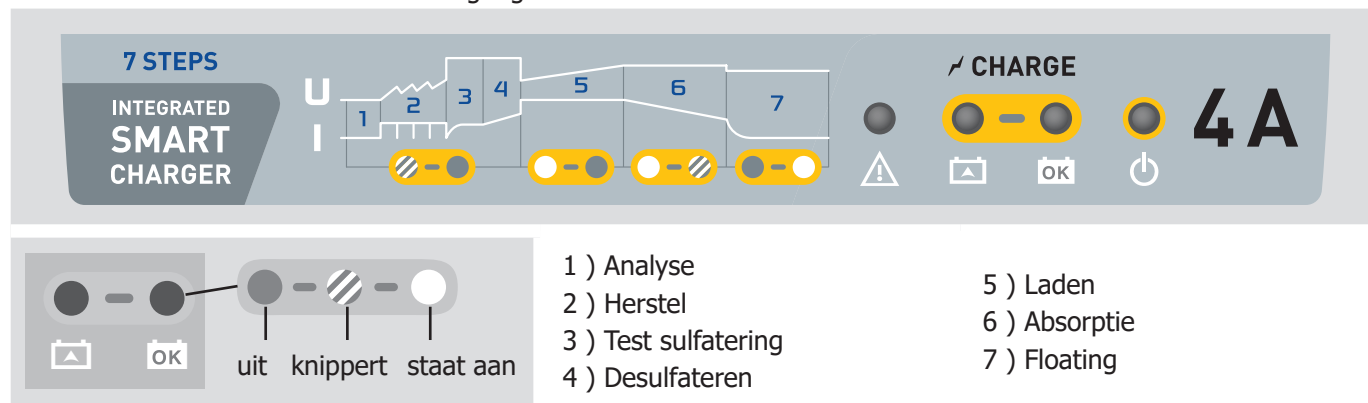 7 STEPS
INTEGRATED
SMART
CHARGER
U
I
1
2
3
4
5
6
7
CHARGE
OK
4A
OK
uit knippert staat aan
1 ) Analyse
2 ) Herstel
3 ) Test sulfatering
4 ) Desulfateren
5 ) Laden
6 ) Absorptie
7 ) Floating